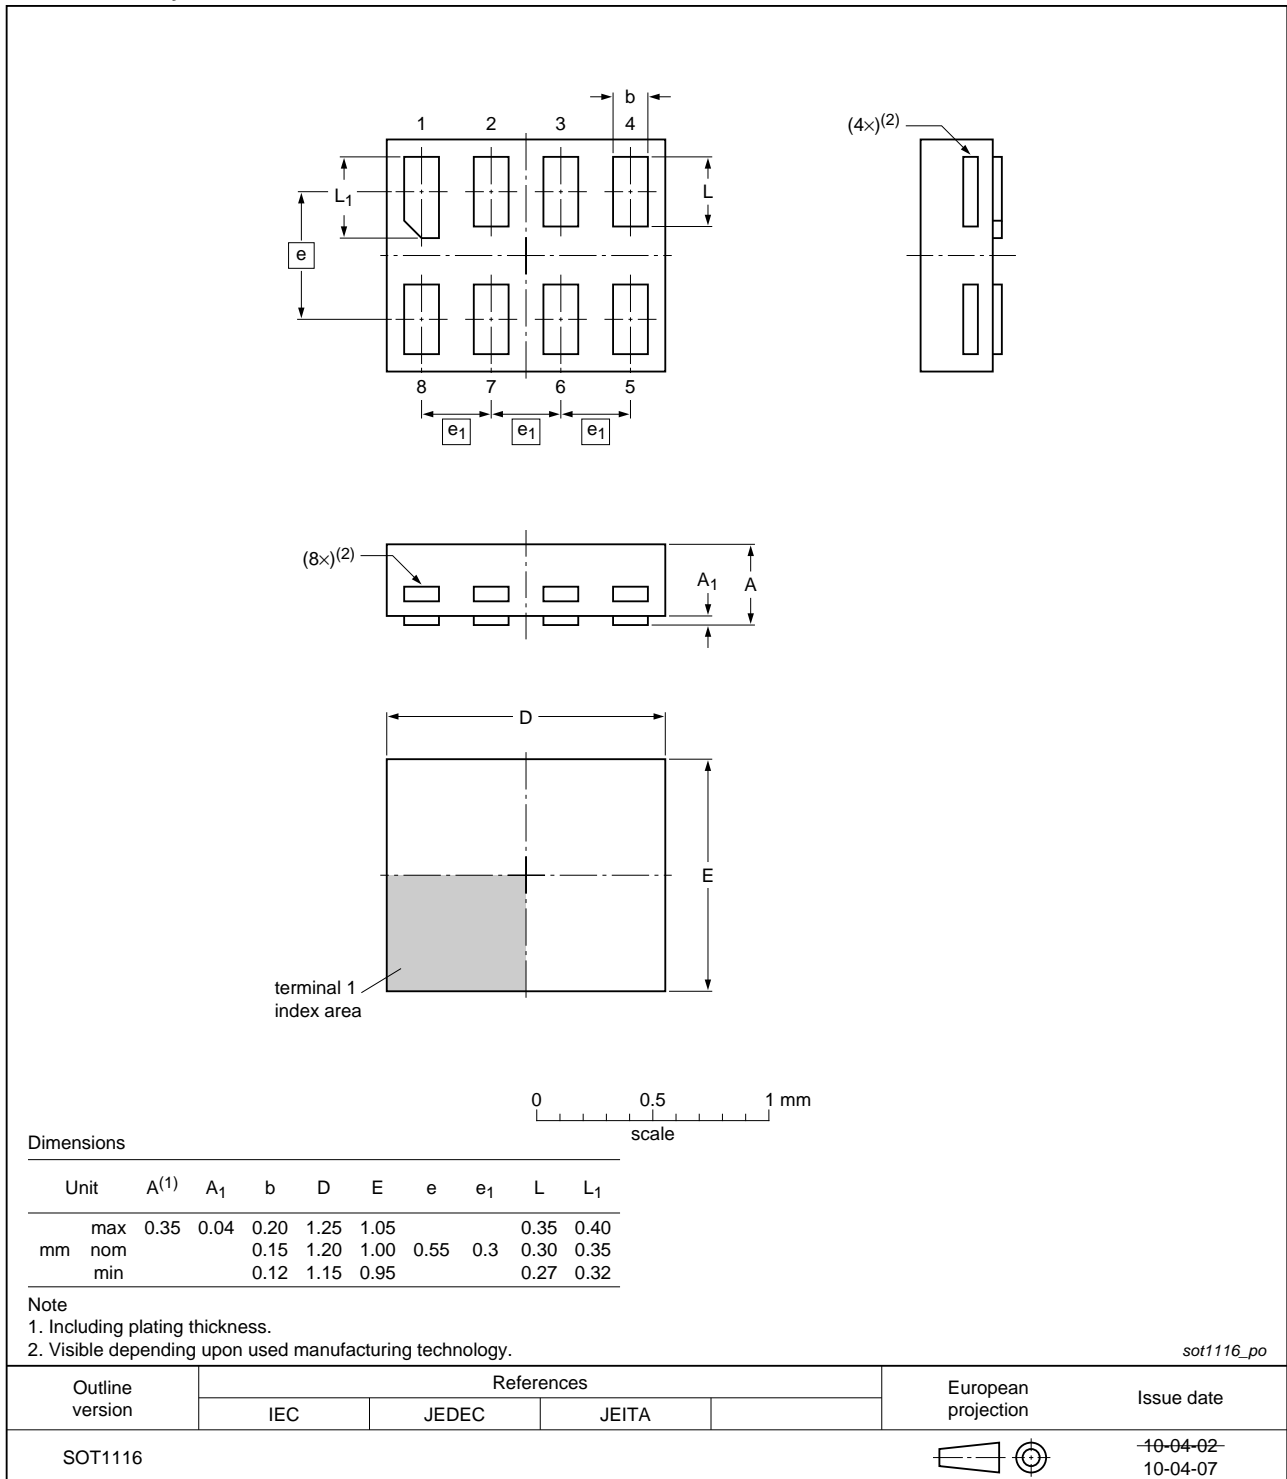 b
1 2 3 4
(4×)(2)
L1
L
e
8 7 6 5
e1 e1 e1
(8×)(2)
A1 A
D
E
terminal 1
index area
0 0.5 1 mm
scale
Dimensions
Unit A(1) A1 b D E e e1 L L1
max 0.35 0.04 0.20 1.25 1.05 0.35 0.40
mm nom 0.15 1.20 1.00 0.55 0.3 0.30 0.35
min 0.12 1.15 0.95 0.27 0.32
Note
1. Including plating thickness.
2. Visible depending upon used manufacturing technology.
sot1116_po
Outline version References European projection Issue date
IEC JEDEC JEITA
SOT1116 10-04-02
10-04-07